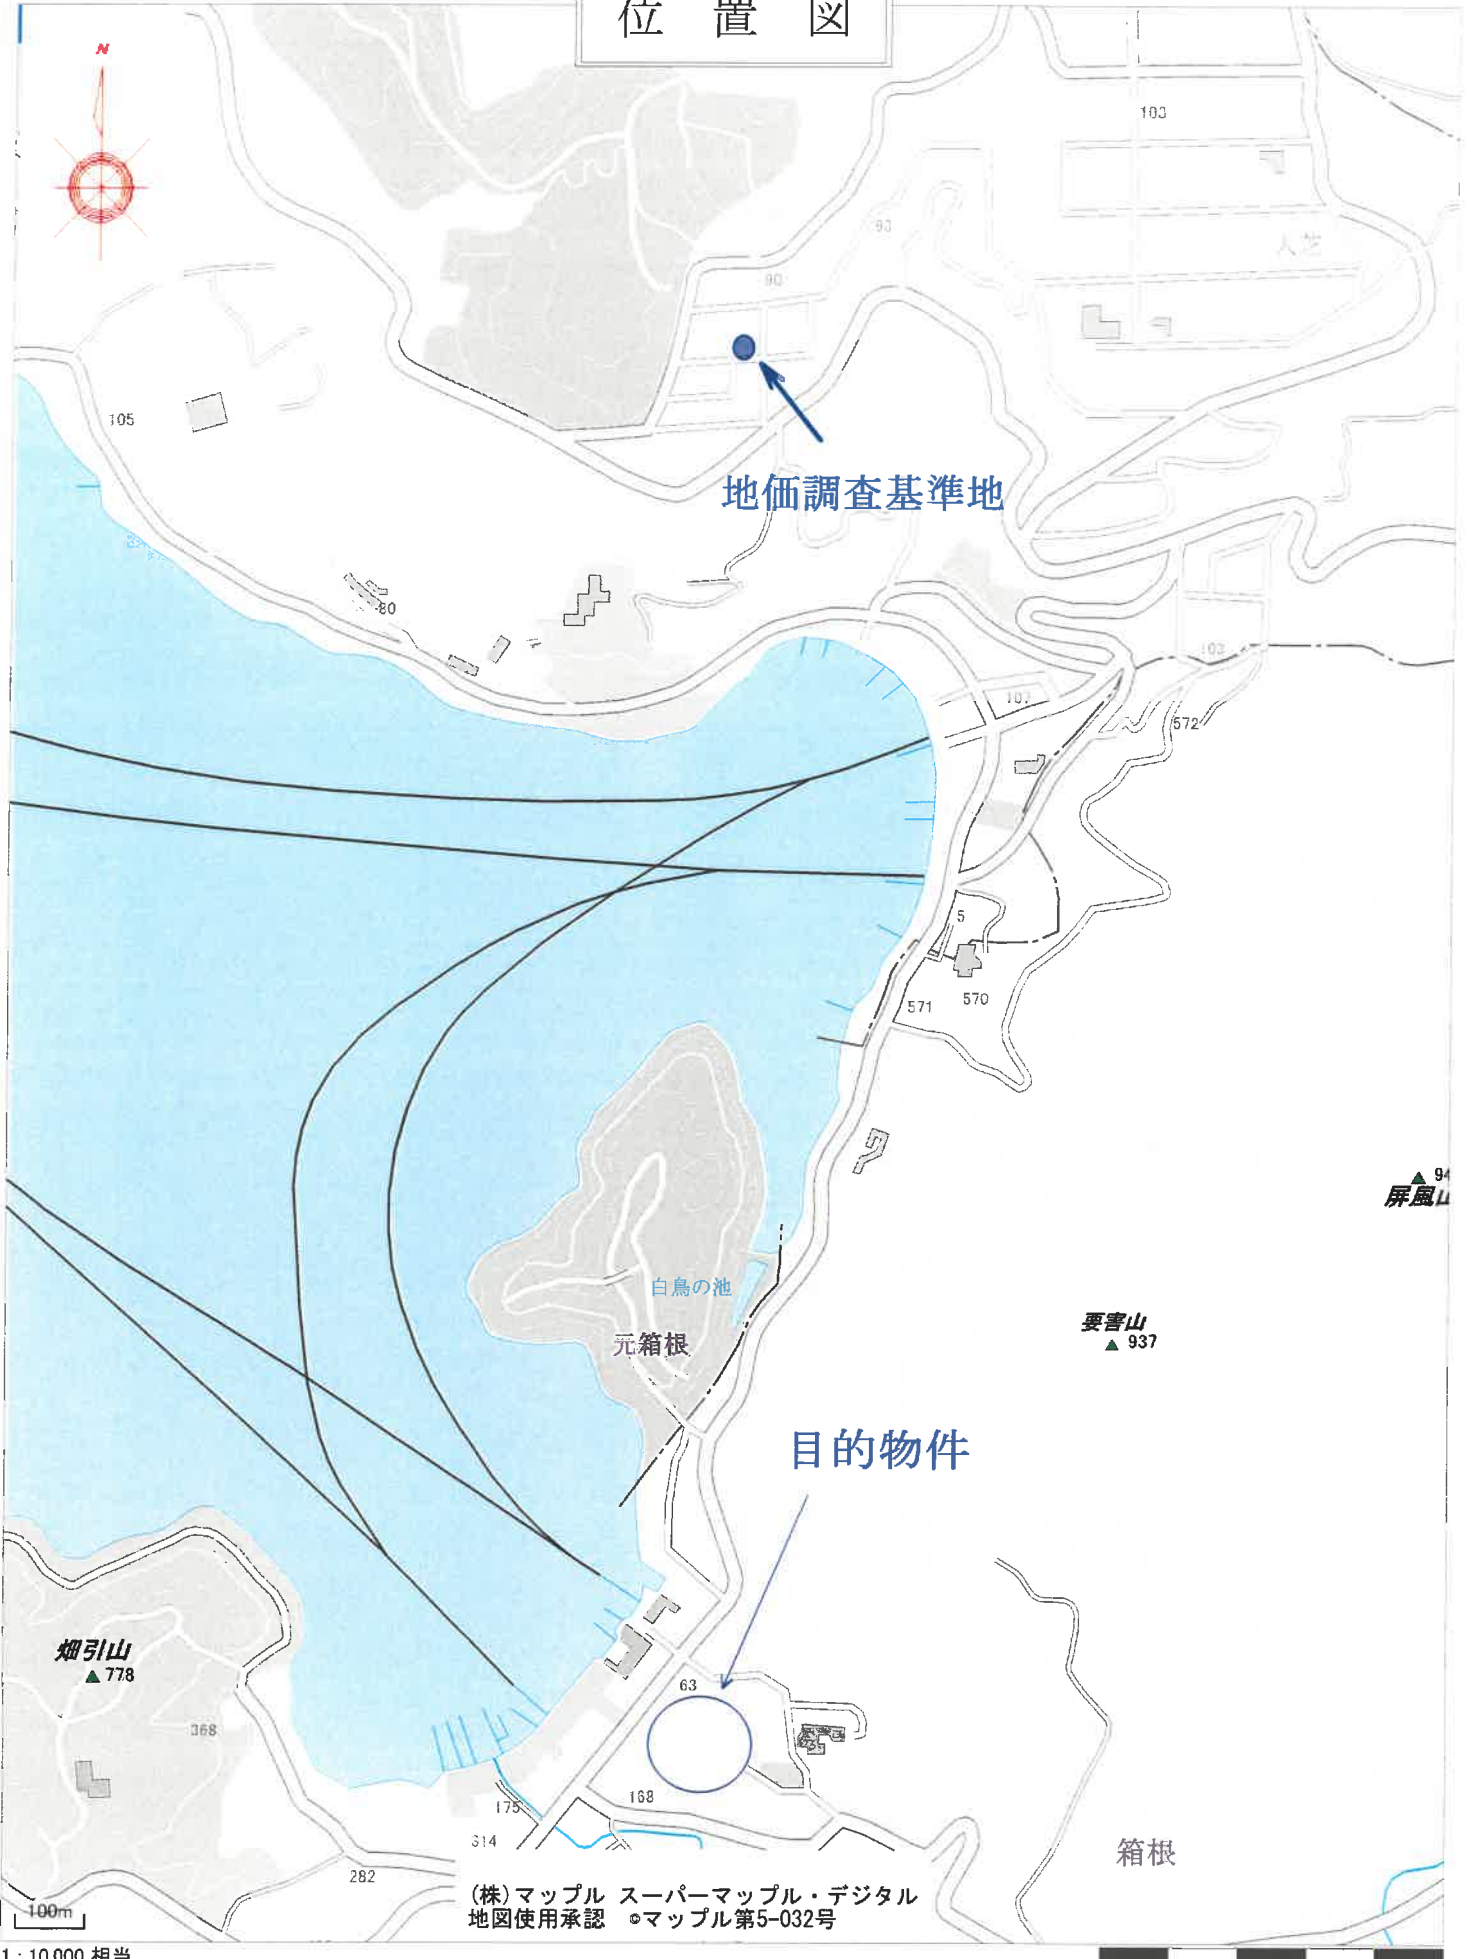 位置図
N
103
93
大芝
90
105
地価調査基準地
80
103
107
572
5
571
570
94
屏風山
白鳥の池
元箱根
要害山
937
目的物件
畑引山
778
63
368
168
175
314
282
箱根
100m
(株)マップル スーパーマップル・デジタル
地図使用承認 ©マップル第5-032号
1:10,000 相当